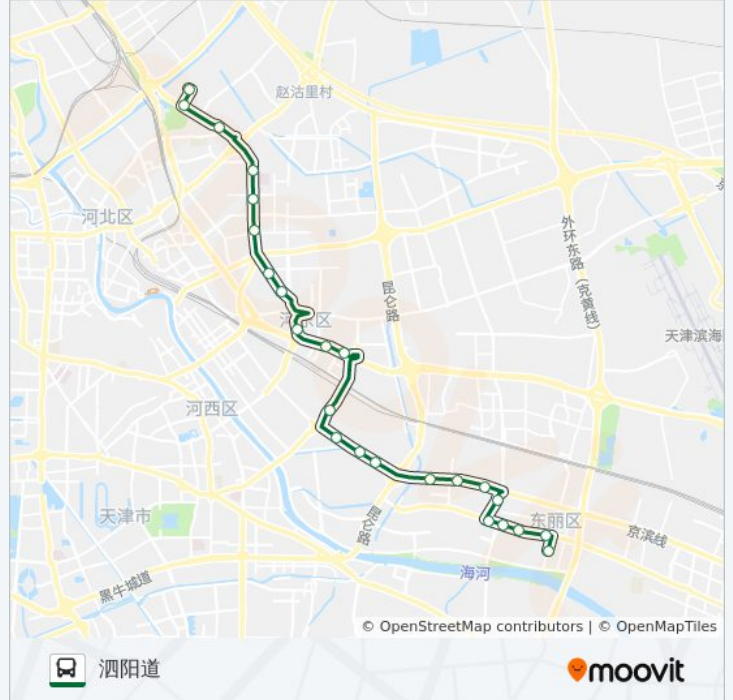 赵沽里村
河北区
外环东路（克黄线）
昆仑路
河东区
天津滨海
河西区
天津市
昆仑路
东丽区
京滨线
海河
黑牛城道
© OpenStreetMap contributors | © OpenMapTiles
泗阳道
moovit